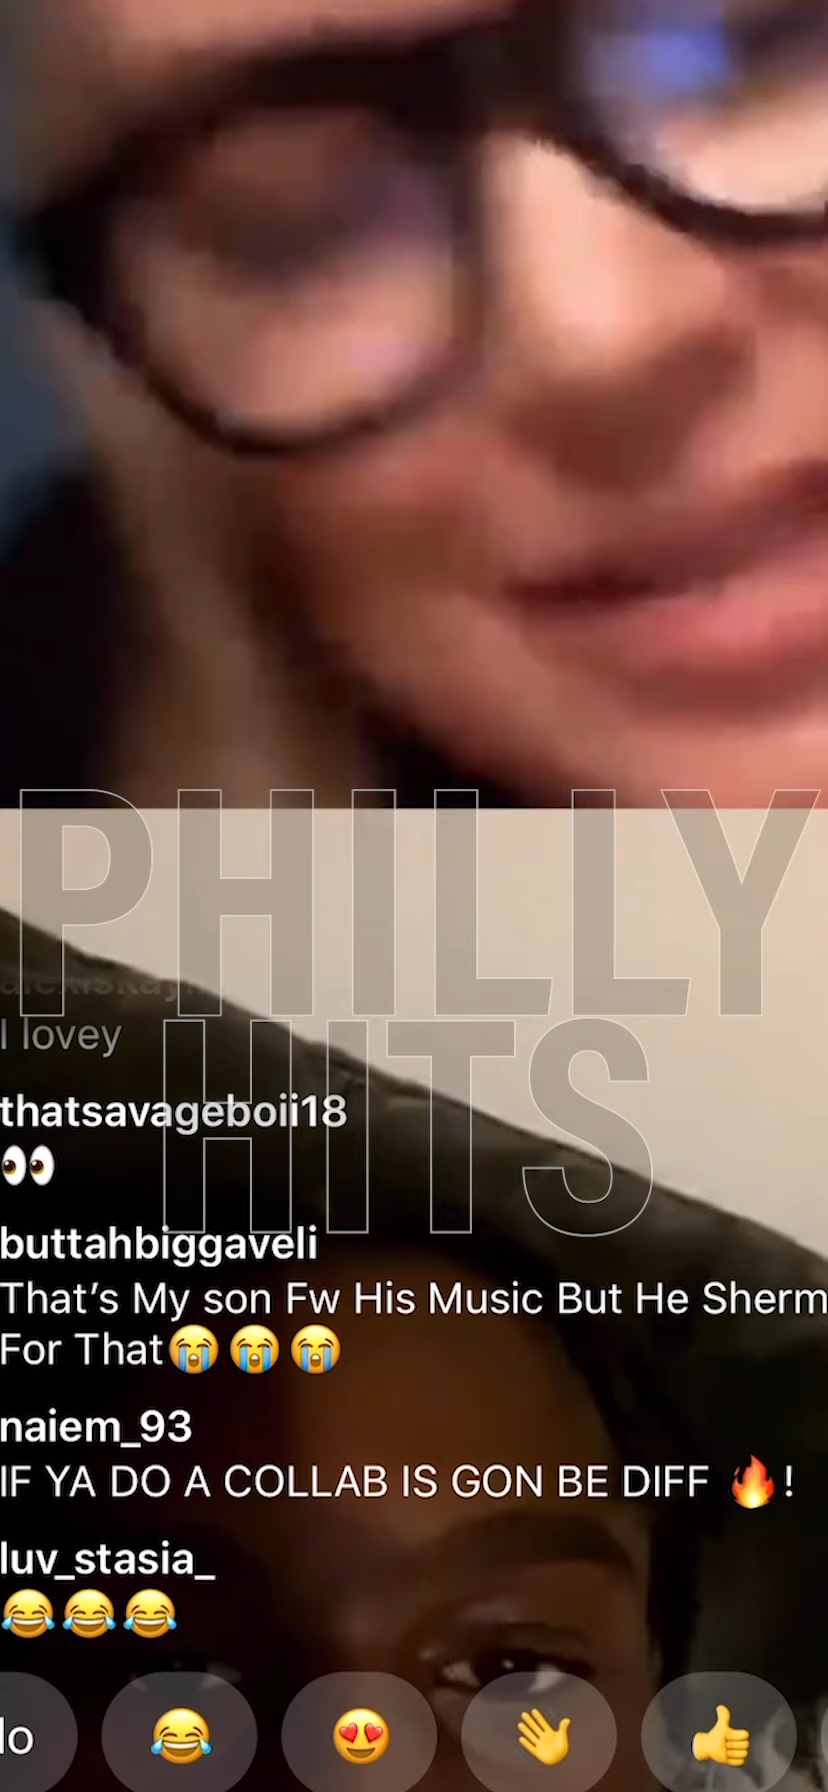 PHILLY
HITS
I lovey
thatsavageboii18
👀
buttahbiggaveli
That’s My son Fw His Music But He Sherm
For That😭😭😭
naiem_93
IF YA DO A COLLAB IS GON BE DIFF 🔥!
luv_stasia_
😂😂😂
lo